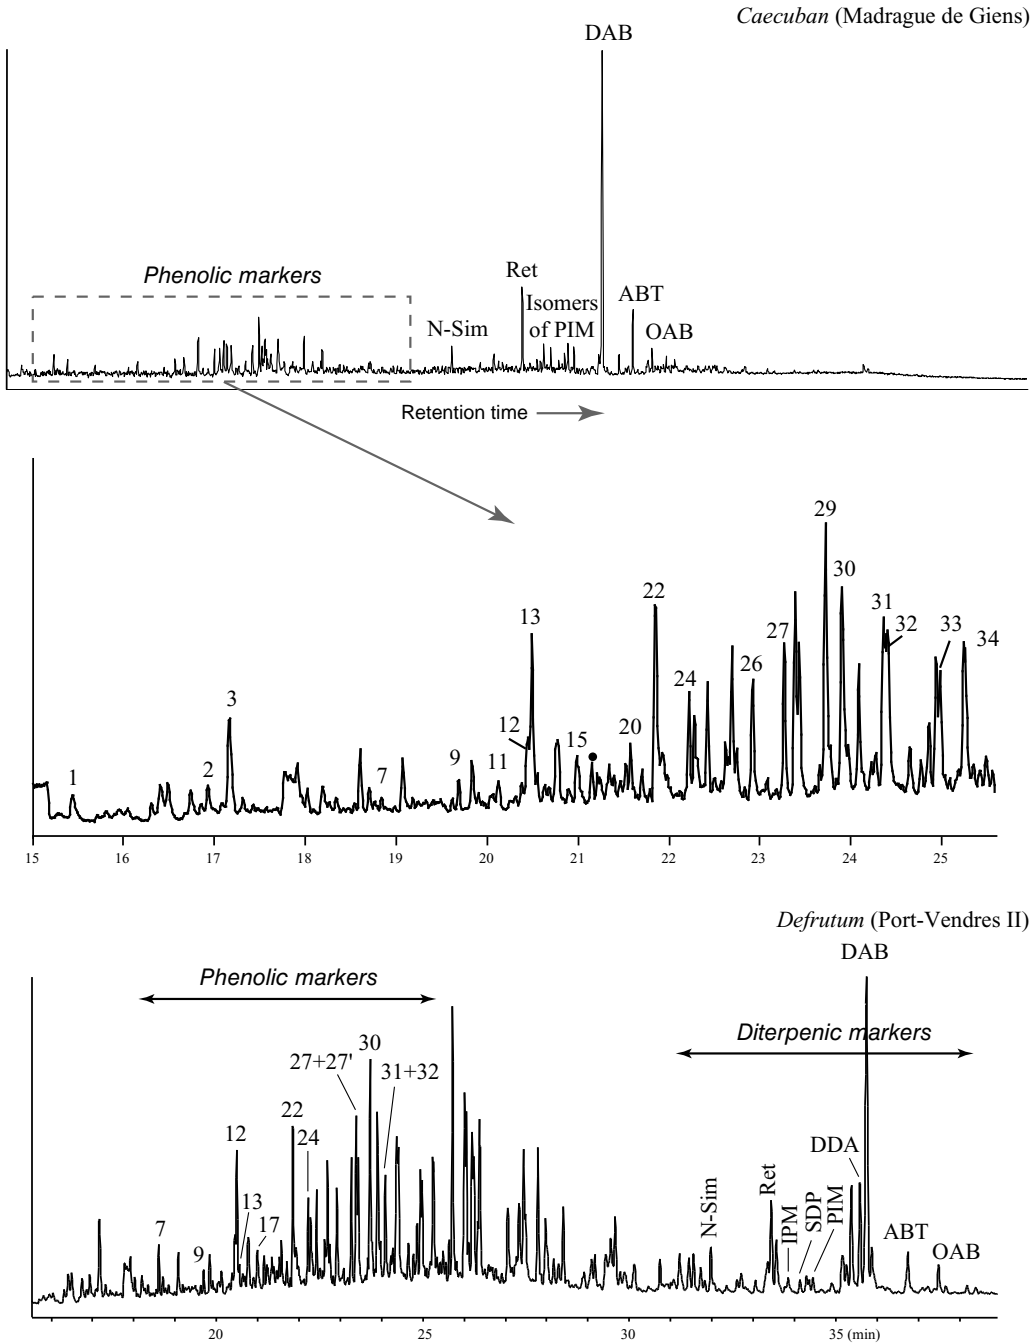 Caecuban (Madrague de Giens)
DAB
Phenolic markers
Ret
Isomers
of PIM
ABT
N-Sim
OAB
Retention time
29
30
22
31
32
13
27
33
34
26
24
3
12
20
15
9
11
2
7
1
15 16 17 18 19 20 21 22 23 24 25
Defrutum (Port-Vendres II)
DAB
Phenolic markers
Diterpenic markers
30
27+27'
31+32
22
24
12
13
17
7
9
DDA
Ret
N-Sim
IPM
SDP
PIM
ABT
OAB
20 25 30 35 (min)